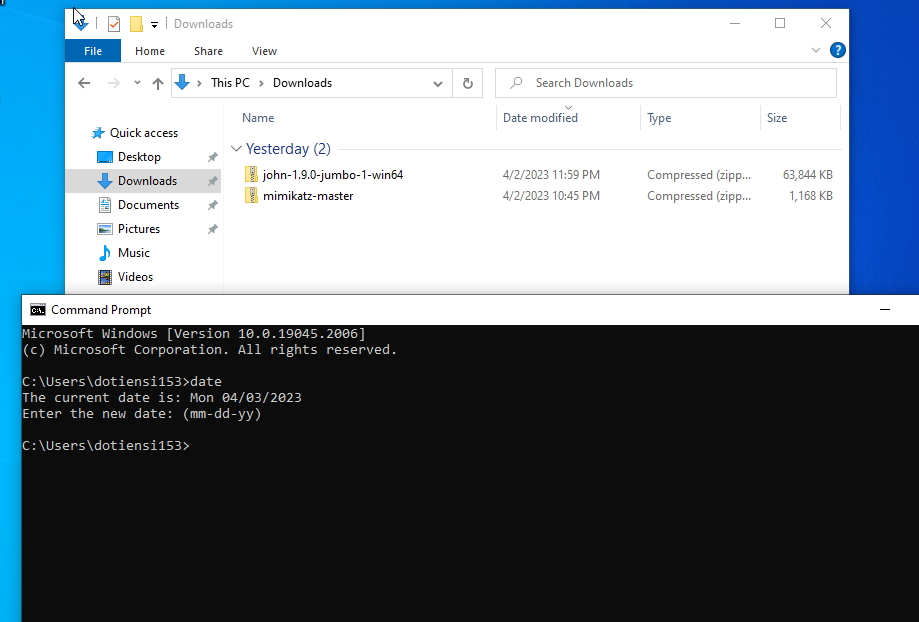 Downloads
File Home Share View
This PC Downloads
Search Downloads
Name Date modified Type Size
Quick access
Desktop
Downloads
Documents
Pictures
Music
Videos
Yesterday (2)
john-1.9.0-jumbo-1-win64 4/2/2023 11:59 PM Compressed (zipp... 63,844 KB
mimikatz-master 4/2/2023 10:45 PM Compressed (zipp... 1,168 KB
Command Prompt
Microsoft Windows [Version 10.0.19045.2006]
(c) Microsoft Corporation. All rights reserved.
C:\Users\dotiensi153>date
The current date is: Mon 04/03/2023
Enter the new date: (mm-dd-yy)
C:\Users\dotiensi153>